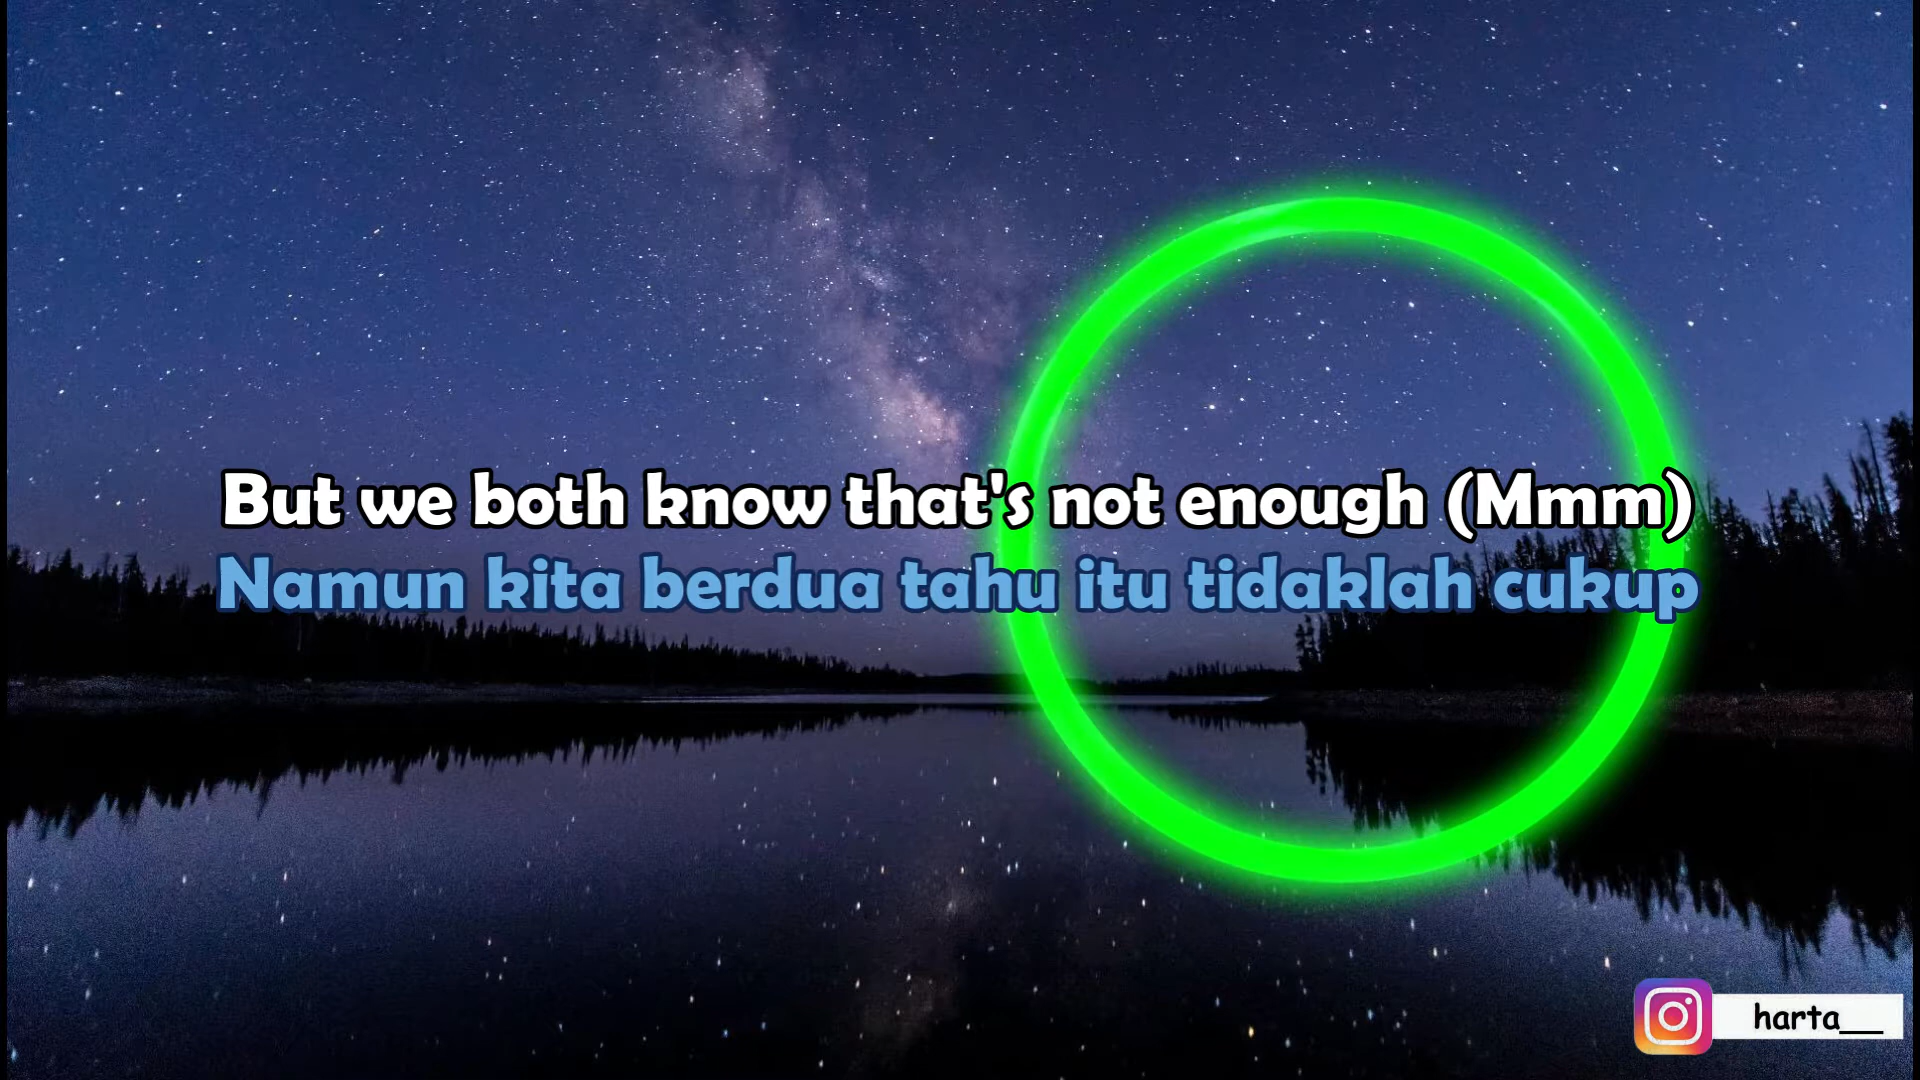 But we both know that's not enough (Mmm)
Namun kita berdua tahu itu tidaklah cukup
harta__